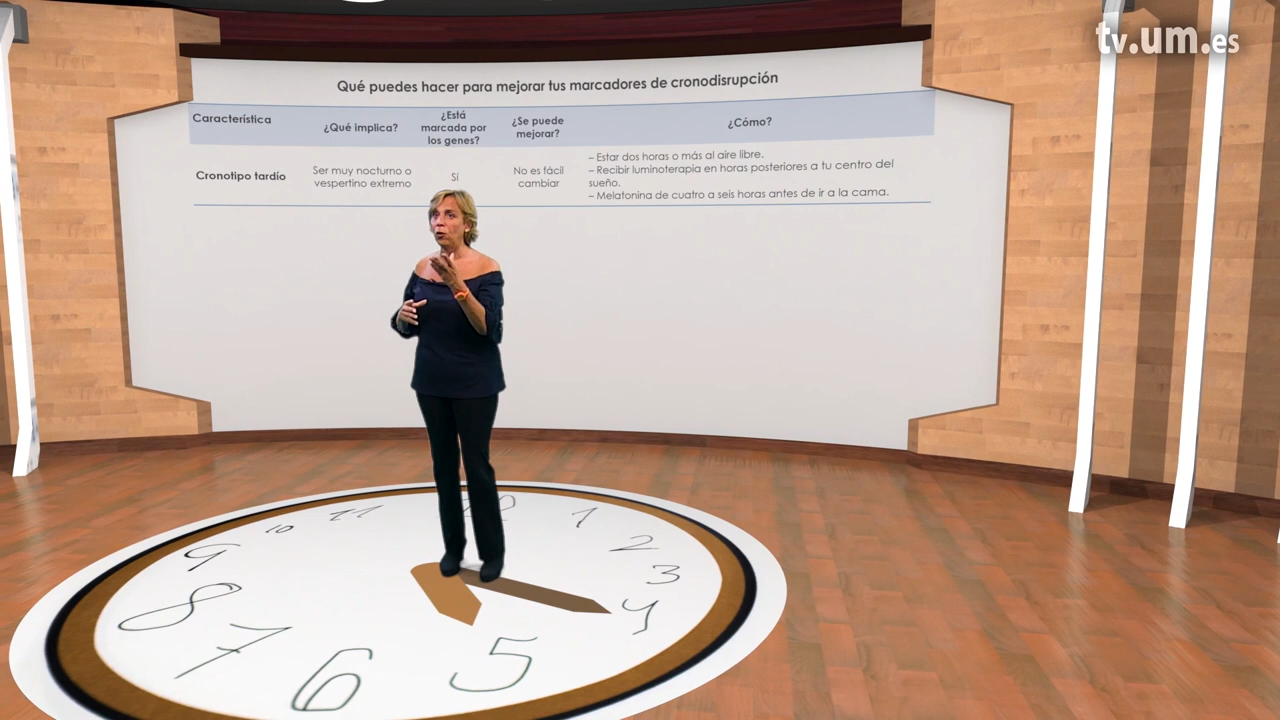 tv.um.es
Qué puedes hacer para mejorar tus marcadores de cronodisrupción
Característica
¿Qué implica?
¿Está
marcada por
los genes?
¿Se puede
mejorar?
¿Cómo?
Cronotipo tardío
Ser muy nocturno o
vespertino extremo
Sí
No es fácil
cambiar
– Estar dos horas o más al aire libre.
– Recibir luminoterapia en horas posteriores a tu centro del
sueño.
– Melatonina de cuatro a seis horas antes de ir a la cama.
12
1
2
3
4
5
6
7
8
9
10
11